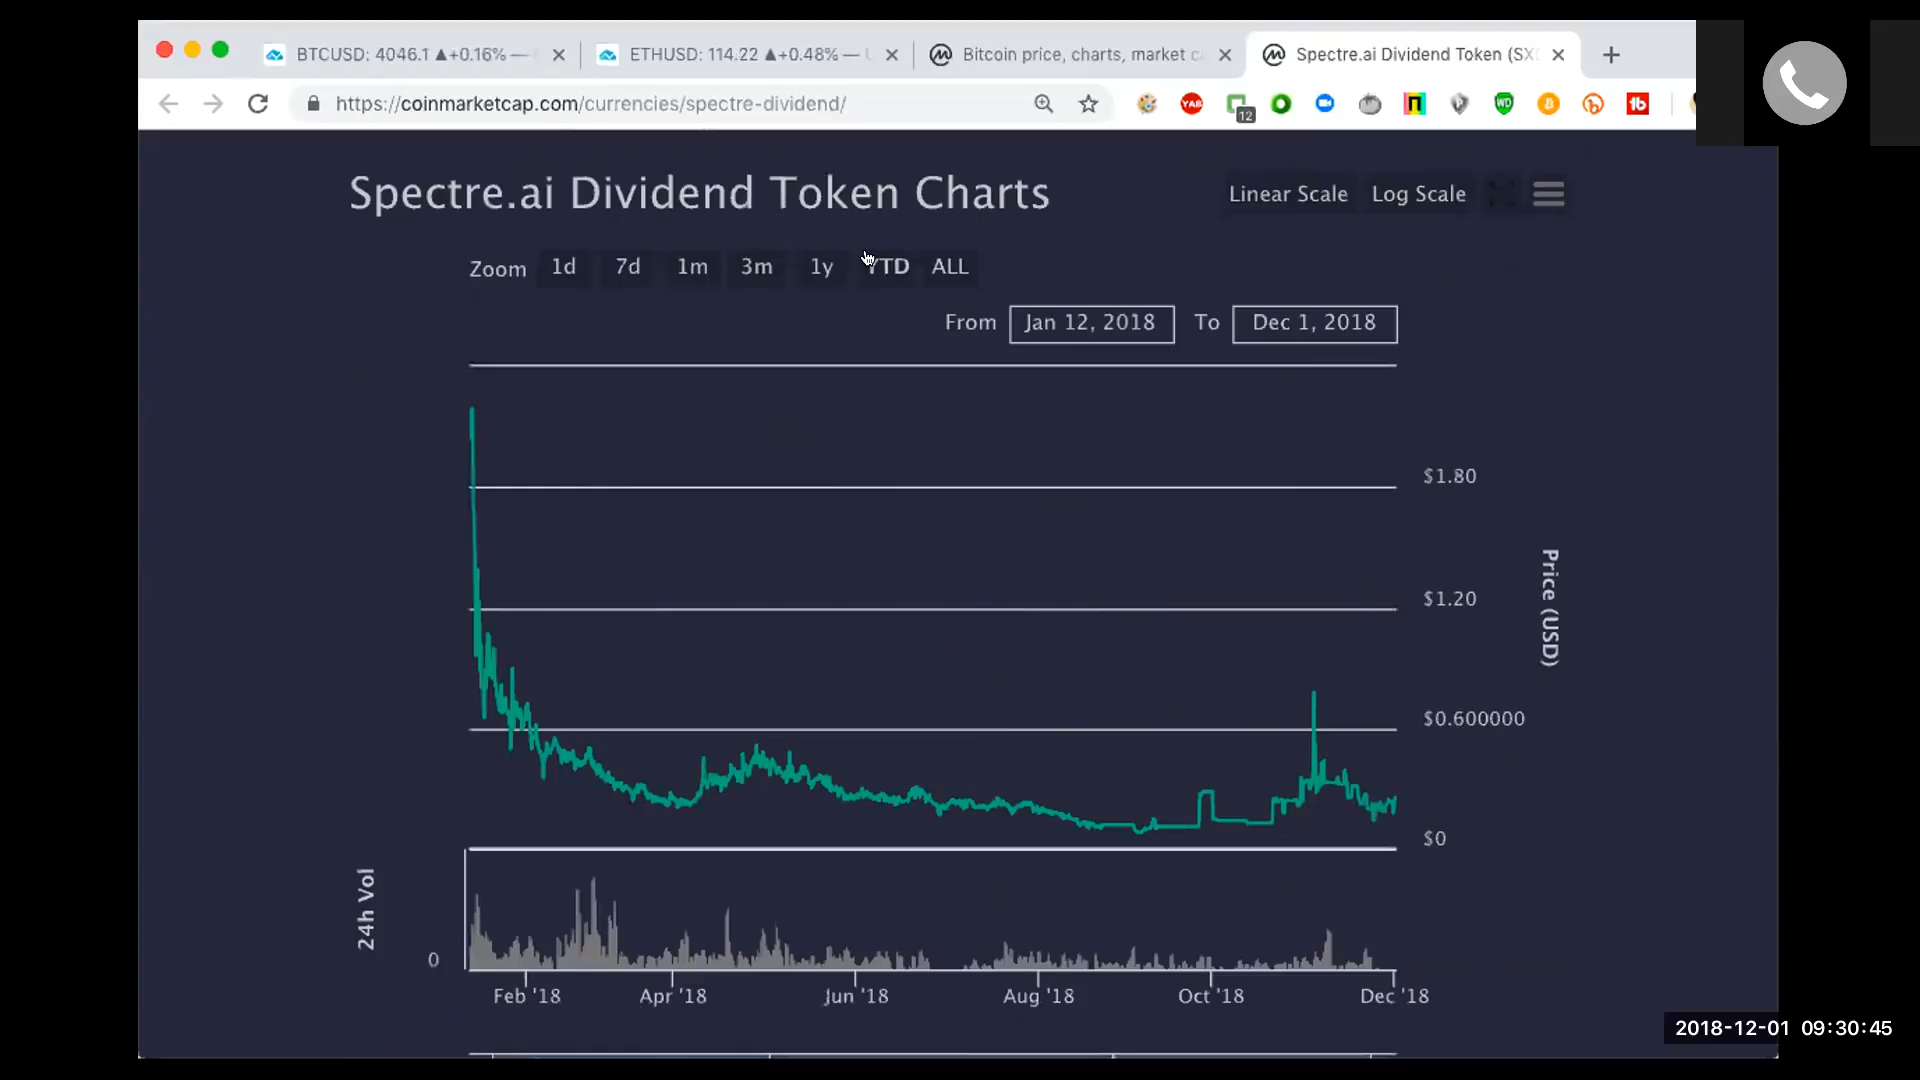 BTCUSD: 4046.1 ▲+0.16% —
ETHUSD: 114.22 ▲+0.48% —
Bitcoin price, charts, market c
Spectre.ai Dividend Token (SX
https://coinmarketcap.com/currencies/spectre-dividend/
YAB
12
WD
Spectre.ai Dividend Token Charts
Linear Scale Log Scale
Zoom 1d 7d 1m 3m 1y YTD ALL
From Jan 12, 2018 To Dec 1, 2018
$1.80
$1.20
$0.600000
$0
Price (USD)
24h Vol
0
Feb '18 Apr '18 Jun '18 Aug '18 Oct '18 Dec '18
2018-12-01 09:30:45